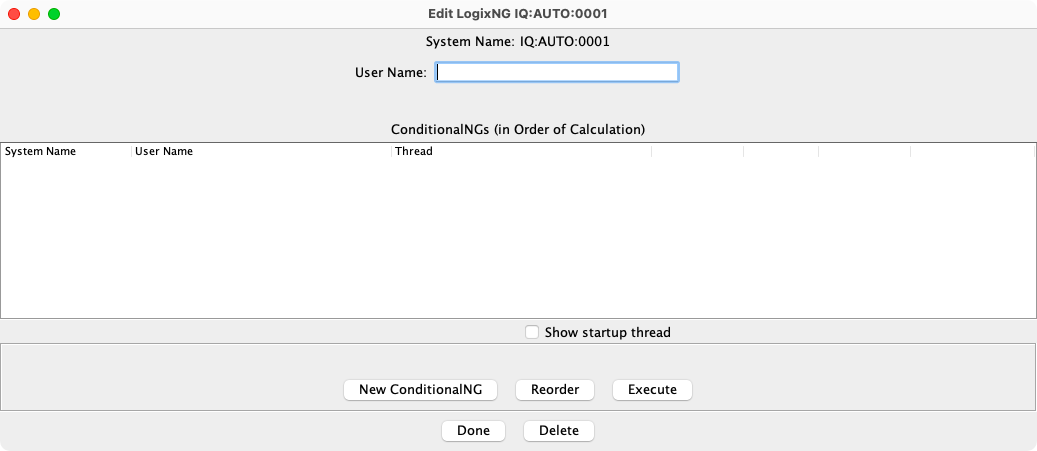 Edit LogixNG IQ:AUTO:0001
System Name: IQ:AUTO:0001
User Name:
ConditionalNGs (in Order of Calculation)
System Name User Name Thread
Show startup thread
New ConditionalNG Reorder Execute
Done Delete